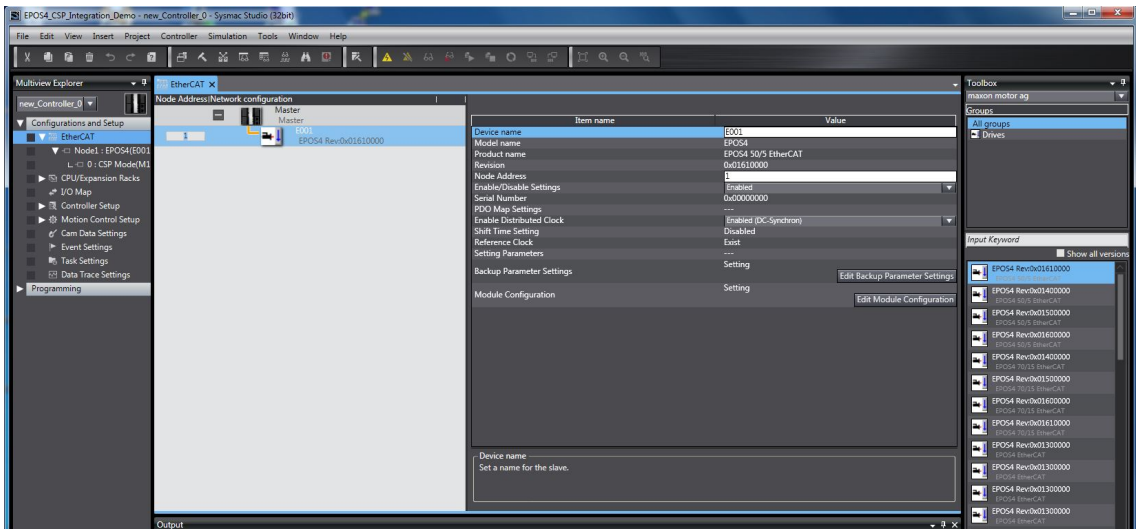 EPOS4_CSP_Integration_Demo - new_Controller_0 - Sysmac Studio (32bit)
File Edit View Insert Project Controller Simulation Tools Window Help
Multiview Explorer
new_Controller_0
Configurations and Setup
EtherCAT
Node1 : EPOS4(E001
0 : CSP Mode(M1
CPU/Expansion Racks
I/O Map
Controller Setup
Motion Control Setup
Cam Data Settings
Event Settings
Task Settings
Data Trace Settings
Programming
EtherCAT
Node Address|Network configuration
Master
Master
1
E001
EPOS4 Rev:0x01610000
Item name Value
Device name E001
Model name EPOS4
Product name EPOS4 50/5 EtherCAT
Revision 0x01610000
Node Address 1
Enable/Disable Settings Enabled
Serial Number 0x00000000
PDO Map Settings ---
Enable Distributed Clock Enabled (DC-Synchron)
Shift Time Setting Disabled
Reference Clock Exist
Setting Parameters ---
Backup Parameter Settings Setting
Edit Backup Parameter Settings
Module Configuration Setting
Edit Module Configuration
Device name
Set a name for the slave.
Output
Toolbox
maxon motor ag
Groups
All groups
Drives
Input Keyword
Show all versions
EPOS4 Rev:0x01610000
EPOS4 50/5 EtherCAT
EPOS4 Rev:0x01400000
EPOS4 50/5 EtherCAT
EPOS4 Rev:0x01500000
EPOS4 50/5 EtherCAT
EPOS4 Rev:0x01600000
EPOS4 50/5 EtherCAT
EPOS4 Rev:0x01400000
EPOS4 70/15 EtherCAT
EPOS4 Rev:0x01500000
EPOS4 70/15 EtherCAT
EPOS4 Rev:0x01600000
EPOS4 70/15 EtherCAT
EPOS4 Rev:0x01610000
EPOS4 70/15 EtherCAT
EPOS4 Rev:0x01300000
EPOS4 EtherCAT
EPOS4 Rev:0x01300000
EPOS4 EtherCAT
EPOS4 Rev:0x01300000
EPOS4 EtherCAT
EPOS4 Rev:0x01300000
EPOS4 EtherCAT